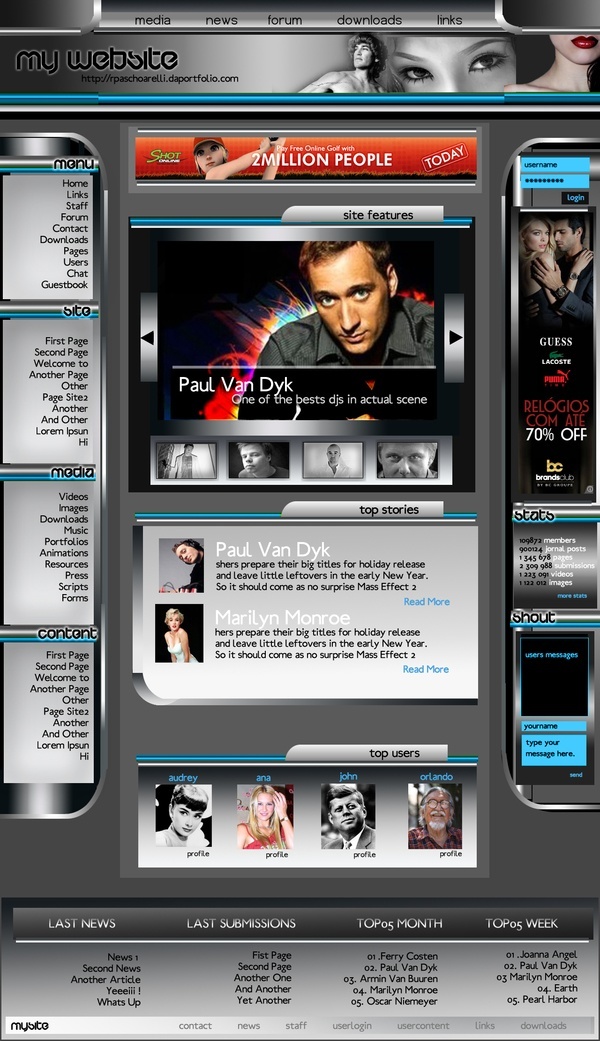 media news forum downloads links
my website
http://rpaschoarelli.daportfolio.com
menu
Home
Links
Staff
Forum
Contact
Downloads
Pages
Users
Chat
Guestbook
site
First Page
Second Page
Welcome to
Another Page
Other
Page Site2
Another
And Other
Lorem Ipsun
Hi
media
Videos
Images
Downloads
Music
Portfolios
Animations
Resources
Press
Scripts
Forms
content
First Page
Second Page
Welcome to
Another Page
Other
Page Site2
Another
And Other
Lorem Ipsun
Hi
SHOT
ONLINE
Play Free Online Golf with
2MILLION PEOPLE
TODAY
site features
Paul Van Dyk
One of the bests djs in actual scene
top stories
Paul Van Dyk
shers prepare their big titles for holiday release
and leave little leftovers in the early New Year.
So it should come as no surprise Mass Effect 2
Read More
Marilyn Monroe
hers prepare their big titles for holiday release
and leave little leftovers in the early New Year.
So it should come as no surprise Mass Effect 2
Read More
top users
audrey ana john orlando
profile profile profile profile
username
login
GUESS
LACOSTE
PUMA
TIME
RELÓGIOS
COM ATÉ
70% OFF
bc
brandsclub
BY BC GROUPE
stats
109872 members
900124 jornal posts
1 345 678 pages
2 309 988 submissions
1 223 091 videos
1 122 012 images
more stats
shout
users messages
yourname
type your
message here.
send
LAST NEWS
News 1
Second News
Another Article
Yeeeiii !
Whats Up
LAST SUBMISSIONS
Fist Page
Second Page
Another One
And Another
Yet Another
TOP05 MONTH
01 .Ferry Costen
02. Paul Van Dyk
03. Armin Van Buuren
04. Marilyn Monroe
05. Oscar Niemeyer
TOP05 WEEK
01 .Joanna Angel
02. Paul Van Dyk
03 Marilyn Monroe
04. Earth
05. Pearl Harbor
mysite contact news staff userlogin usercontent links downloads